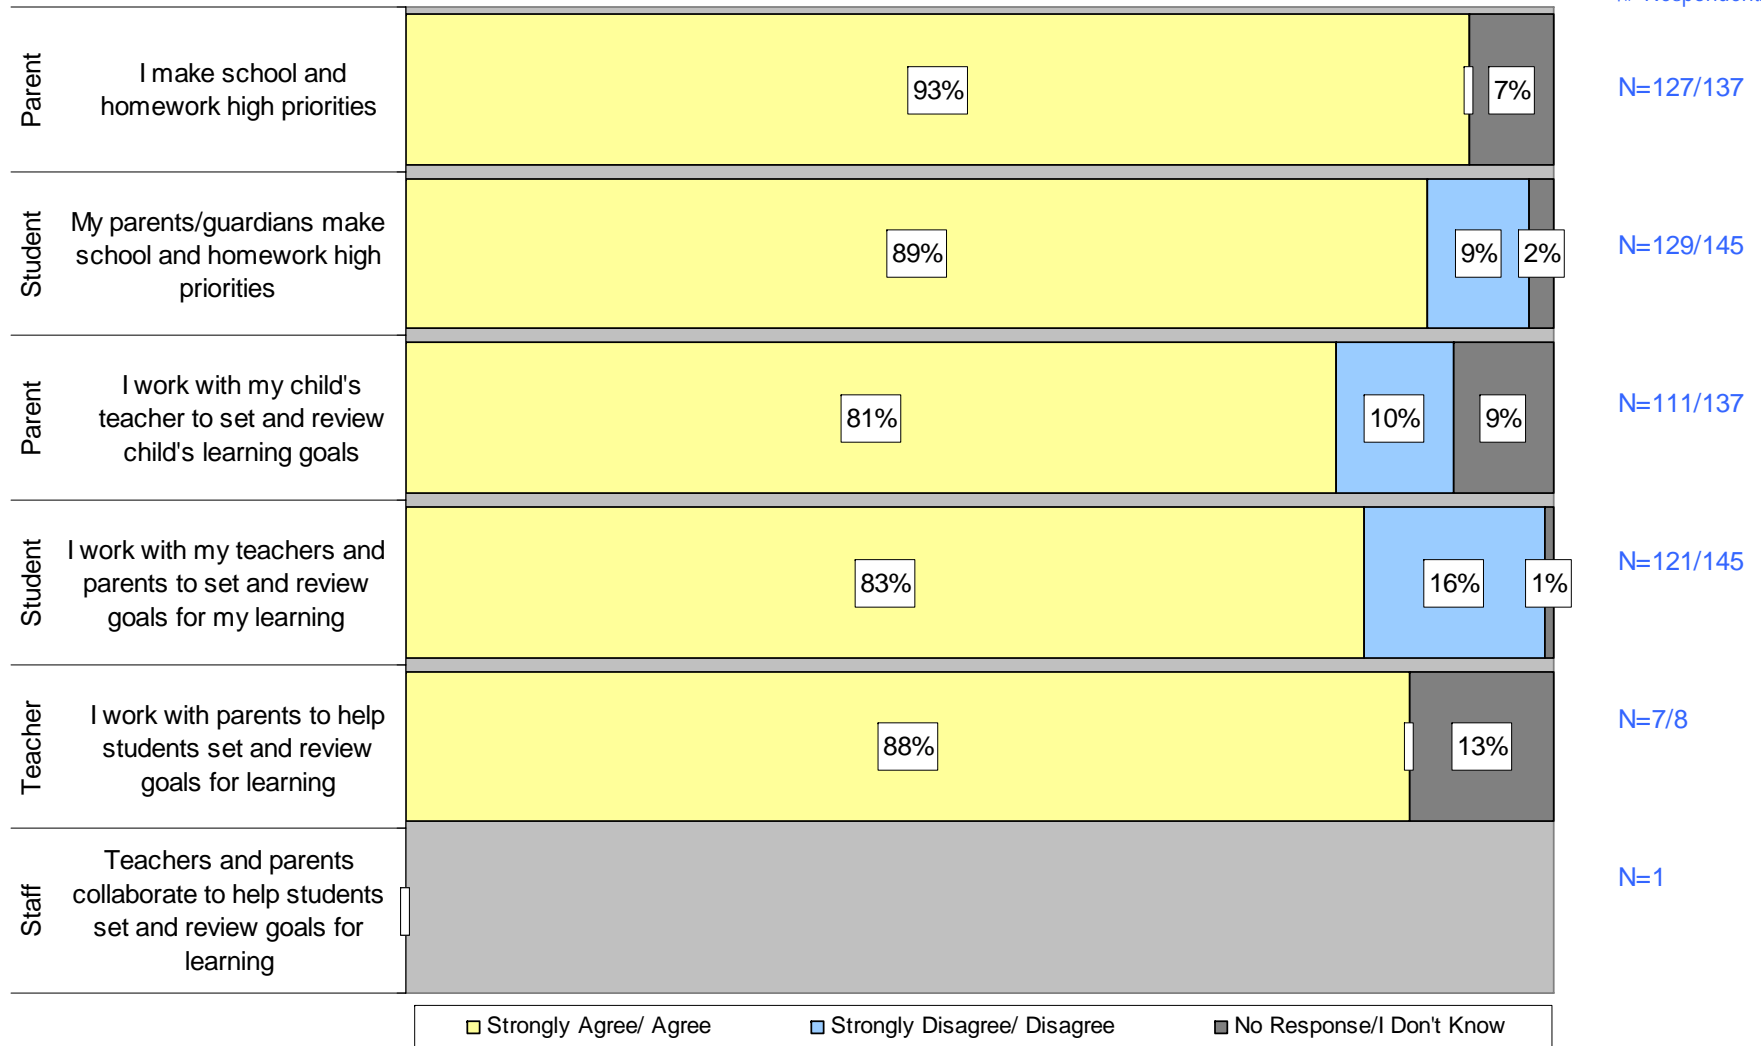 Parent
I make school and
homework high priorities
93%
7%
N=127/137
Student
My parents/guardians make
school and homework high
priorities
89%
9%
2%
N=129/145
Parent
I work with my child's
teacher to set and review
child's learning goals
81%
10%
9%
N=111/137
Student
I work with my teachers and
parents to set and review
goals for my learning
83%
16%
1%
N=121/145
Teacher
I work with parents to help
students set and review
goals for learning
88%
13%
N=7/8
Staff
Teachers and parents
collaborate to help students
set and review goals for
learning
N=1
Strongly Agree/ Agree
Strongly Disagree/ Disagree
No Response/I Don't Know